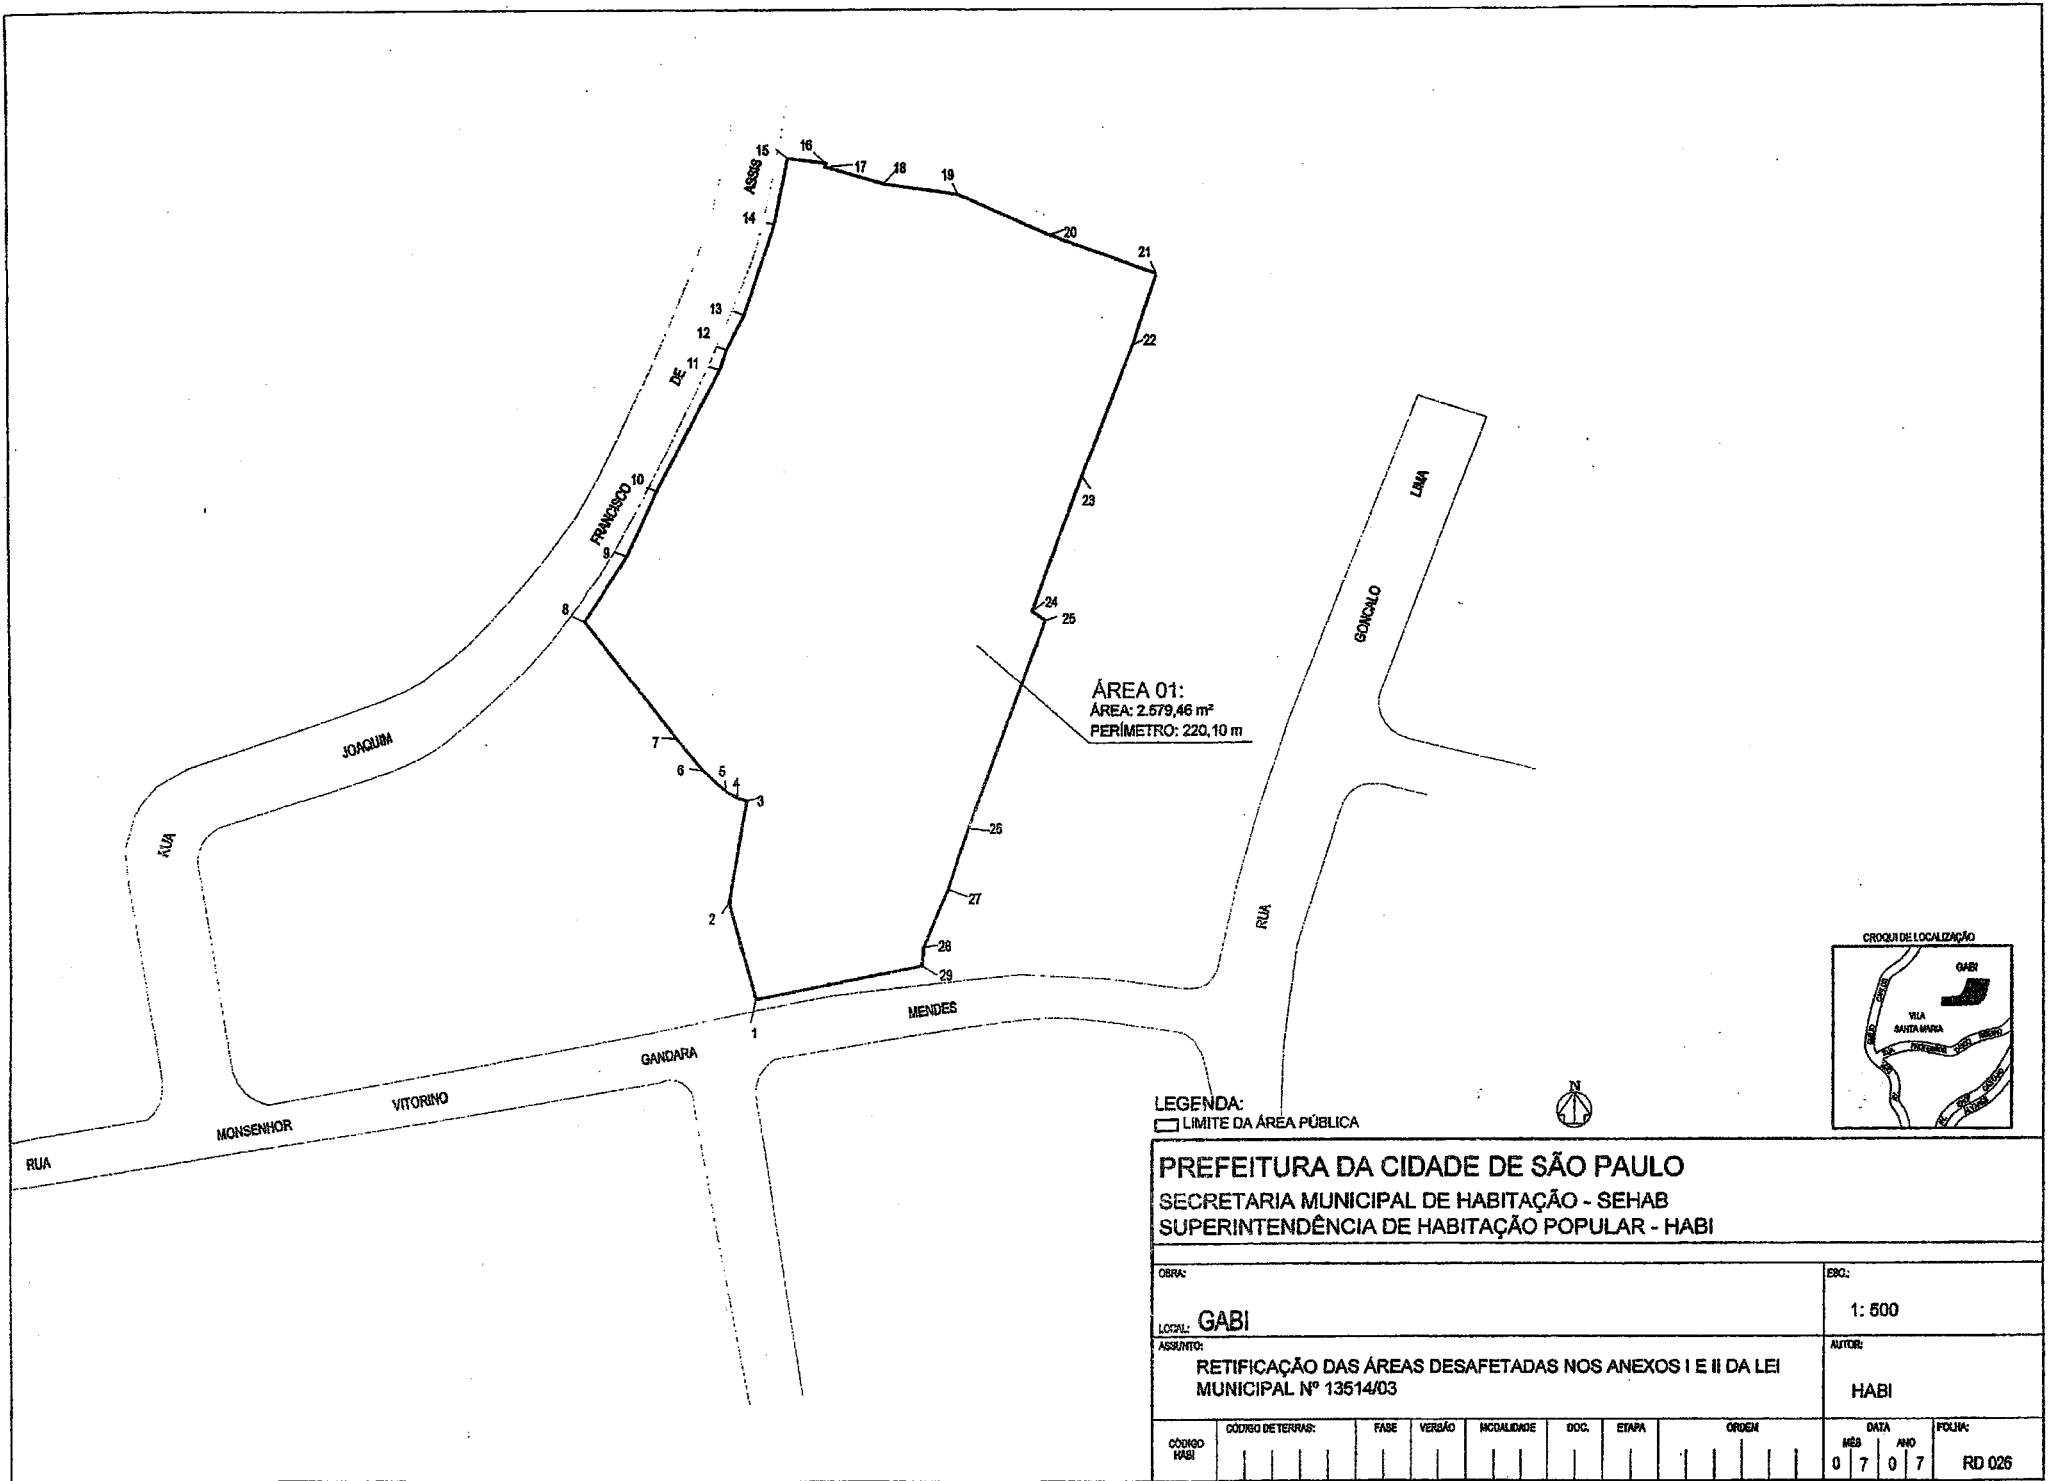 15
16
17
18
19
20
21
22
23
24
25
26
27
28
29
1
2
3
4
5
6
7
8
9
10
11
12
13
14
ASSIS
DE
FRANCISCO
JOAQUIM
RUA
LIMA
GONCALO
RUA
ÁREA 01:
ÁREA: 2.579,46 m²
PERÍMETRO: 220,10 m
MENDES
GANDARA
VITORINO
MONSENHOR
RUA
CROQUI DE LOCALIZAÇÃO
GABI
VILA
SANTA MARIA
N
LEGENDA:
LIMITE DA ÁREA PÚBLICA
PREFEITURA DA CIDADE DE SÃO PAULO
SECRETARIA MUNICIPAL DE HABITAÇÃO - SEHAB
SUPERINTENDÊNCIA DE HABITAÇÃO POPULAR - HABI
OBRA:
LOCAL: GABI
ESC.:
1: 500
ASSUNTO:
RETIFICAÇÃO DAS ÁREAS DESAFETADAS NOS ANEXOS I E II DA LEI
MUNICIPAL Nº 13514/03
AUTOR:
HABI
CÓDIGO
HABI
CÓDIGO DE TERRAS:
FASE
VERSÃO
MODALIDADE
DOC.
ETAPA
ORDEM
DATA
MÊS ANO
0 7 0 7
FOLHA:
RD 026